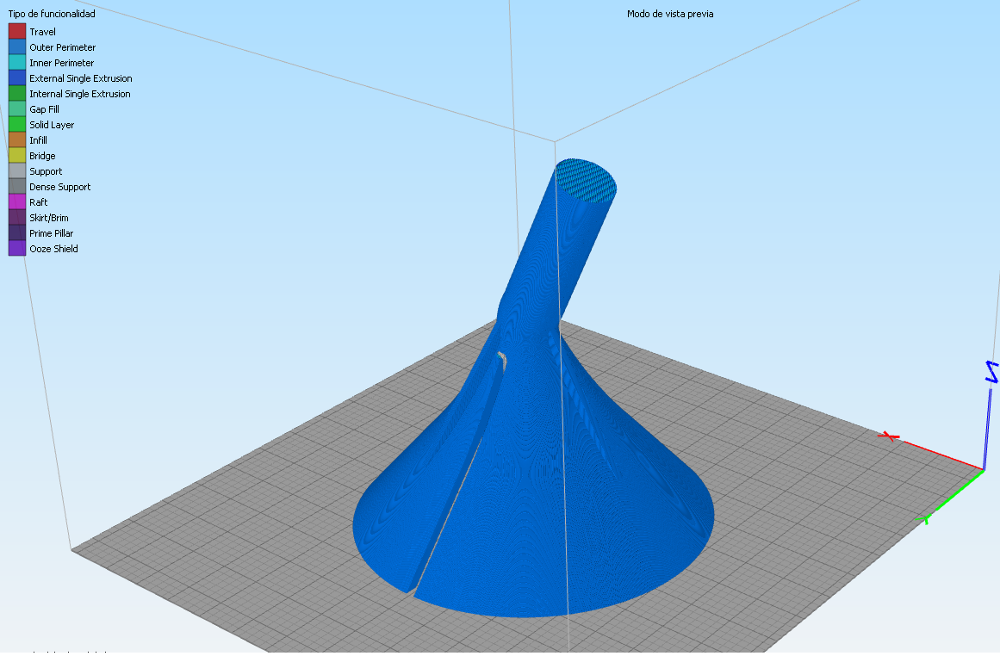 Tipo de funcionalidad
Modo de vista previa
Travel
Outer Perimeter
Inner Perimeter
External Single Extrusion
Internal Single Extrusion
Gap Fill
Solid Layer
Infill
Bridge
Support
Dense Support
Raft
Skirt/Brim
Prime Pillar
Ooze Shield
X
Y
Z